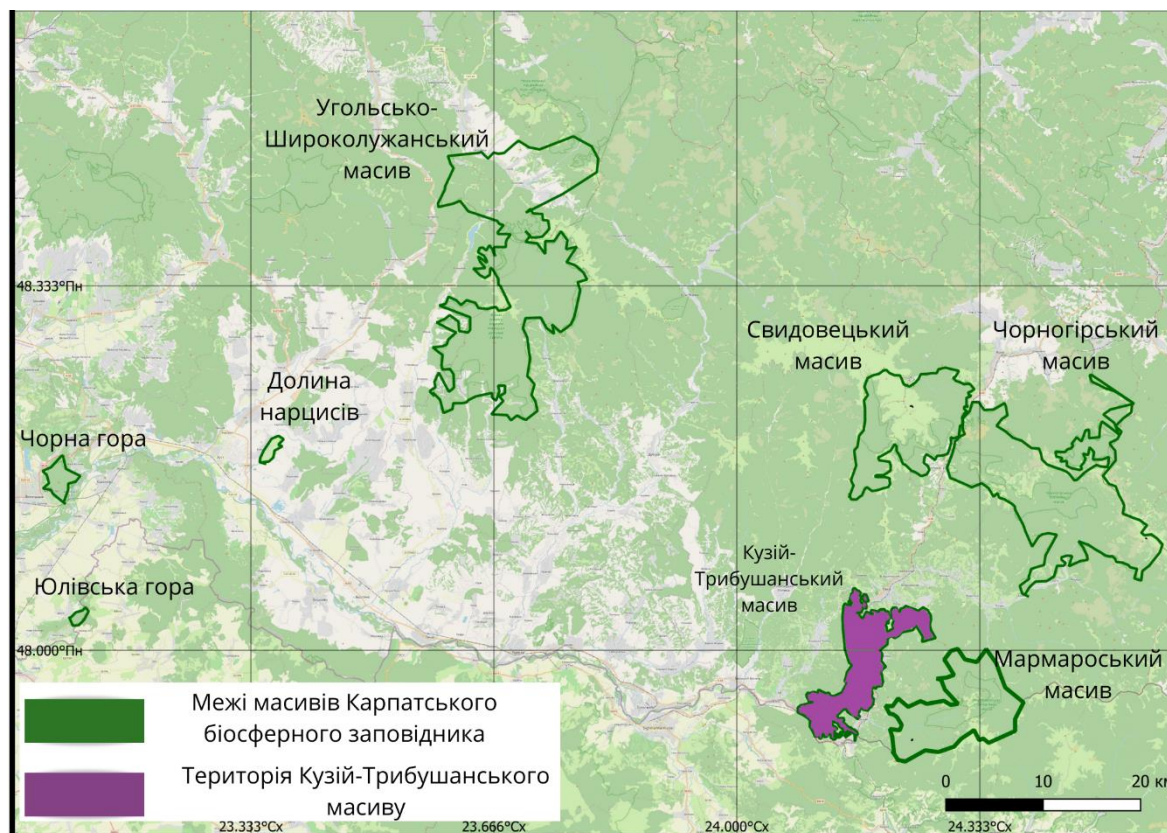 Угольсько-
Широколужанський
масив
48.333°Пн
Свидовецький
масив
Чорногірський
масив
Долина
нарцисів
Чорна гора
Кузій-
Трибушанський
масив
Юлівська гора
48.000°Пн
Мармароський
масив
Межі масивів Карпатського
біосферного заповідника
Територія Кузій-Трибушанського
масиву
0 10 20 км
23.333°Сх 23.666°Сх 24.000°Сх 24.333°Сх